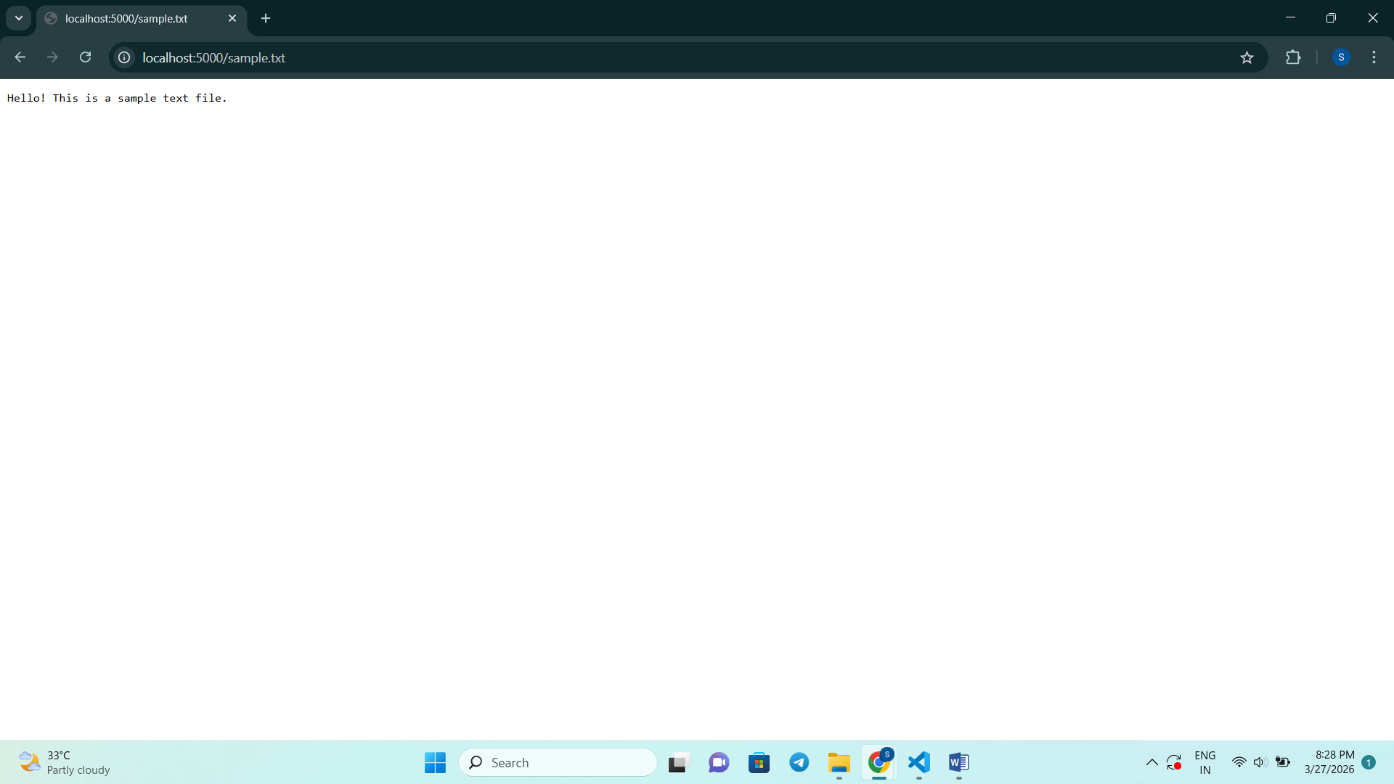 localhost:5000/sample.txt
localhost:5000/sample.txt
S
Hello! This is a sample text file.
33°C
Partly cloudy
Search
S
W
ENG
IN
8:28 PM
3/27/2026
1